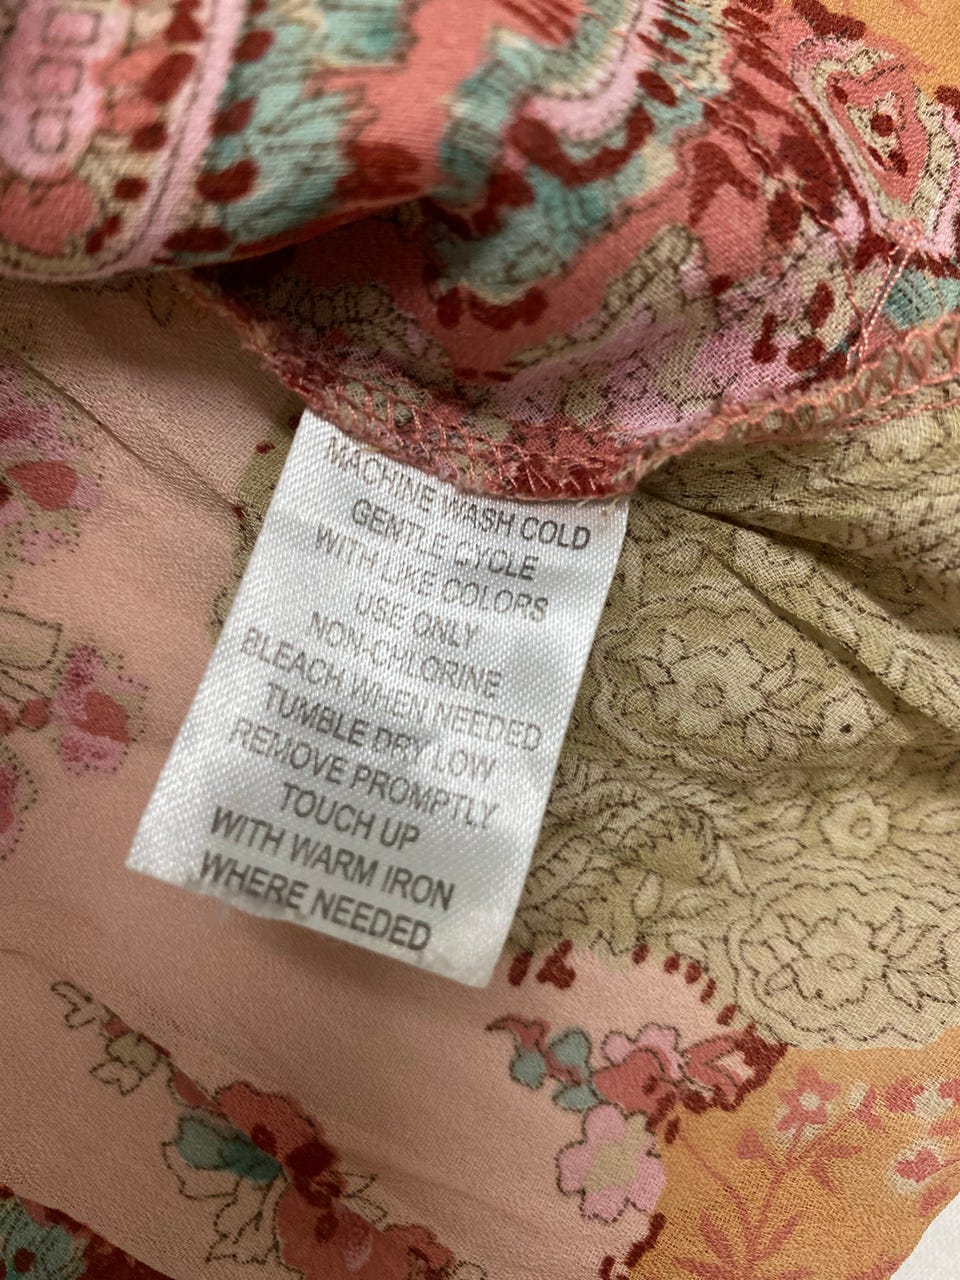 MACHINE WASH COLD
GENTLE CYCLE
WITH LIKE COLORS
USE ONLY
NON-CHLORINE
BLEACH WHEN NEEDED
TUMBLE DRY LOW
REMOVE PROMPTLY
TOUCH UP
WITH WARM IRON
WHERE NEEDED